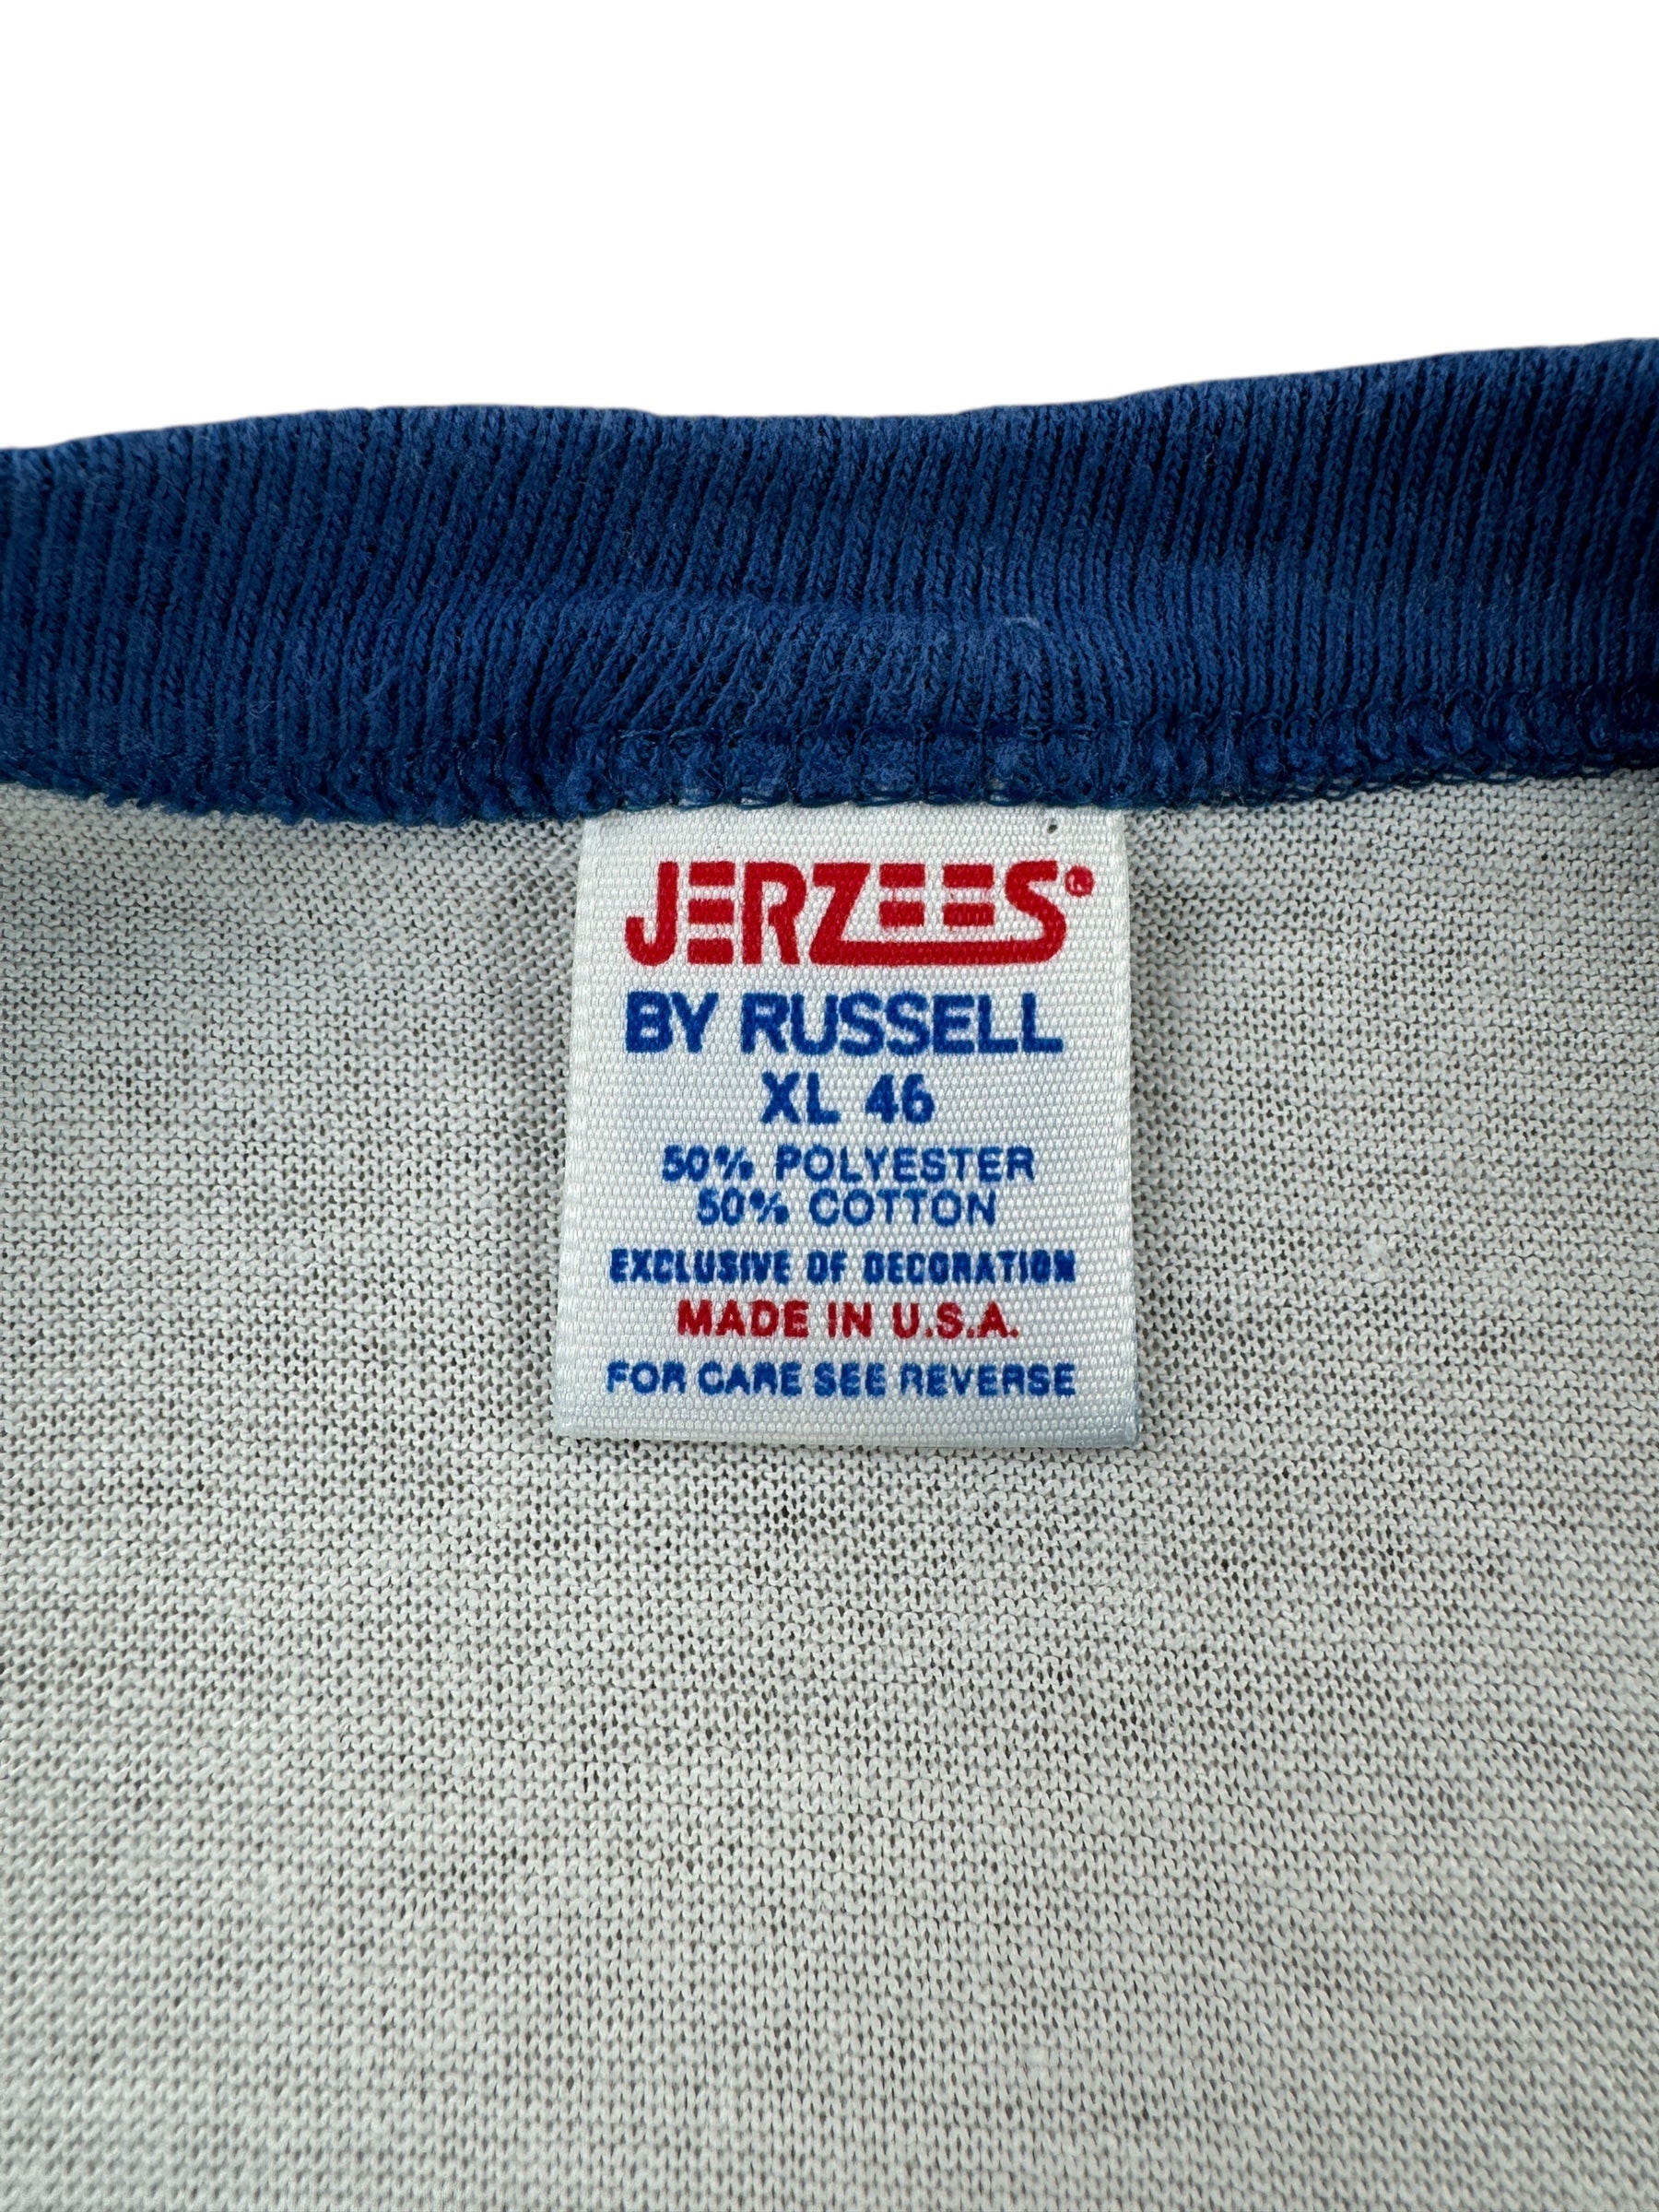 JERZEES®
BY RUSSELL
XL 46
50% POLYESTER
50% COTTON
EXCLUSIVE OF DECORATION
MADE IN U.S.A.
FOR CARE SEE REVERSE